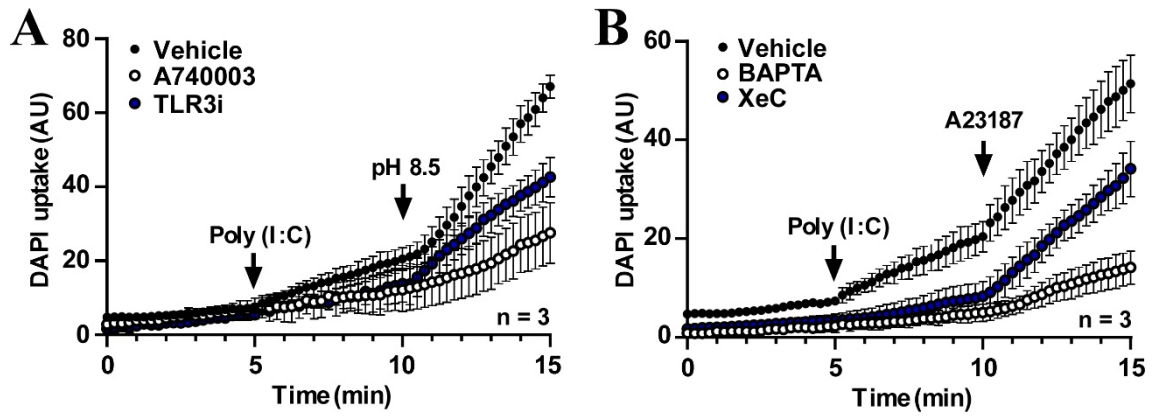 A
80
60
40
20
0
DAPI uptake (AU)
Vehicle
A740003
TLR3i
Poly (I:C)
pH 8.5
n = 3
0 5 10 15
Time (min)
B
60
40
20
0
DAPI uptake (AU)
Vehicle
BAPTA
XeC
Poly (I:C)
A23187
n = 3
0 5 10 15
Time (min)